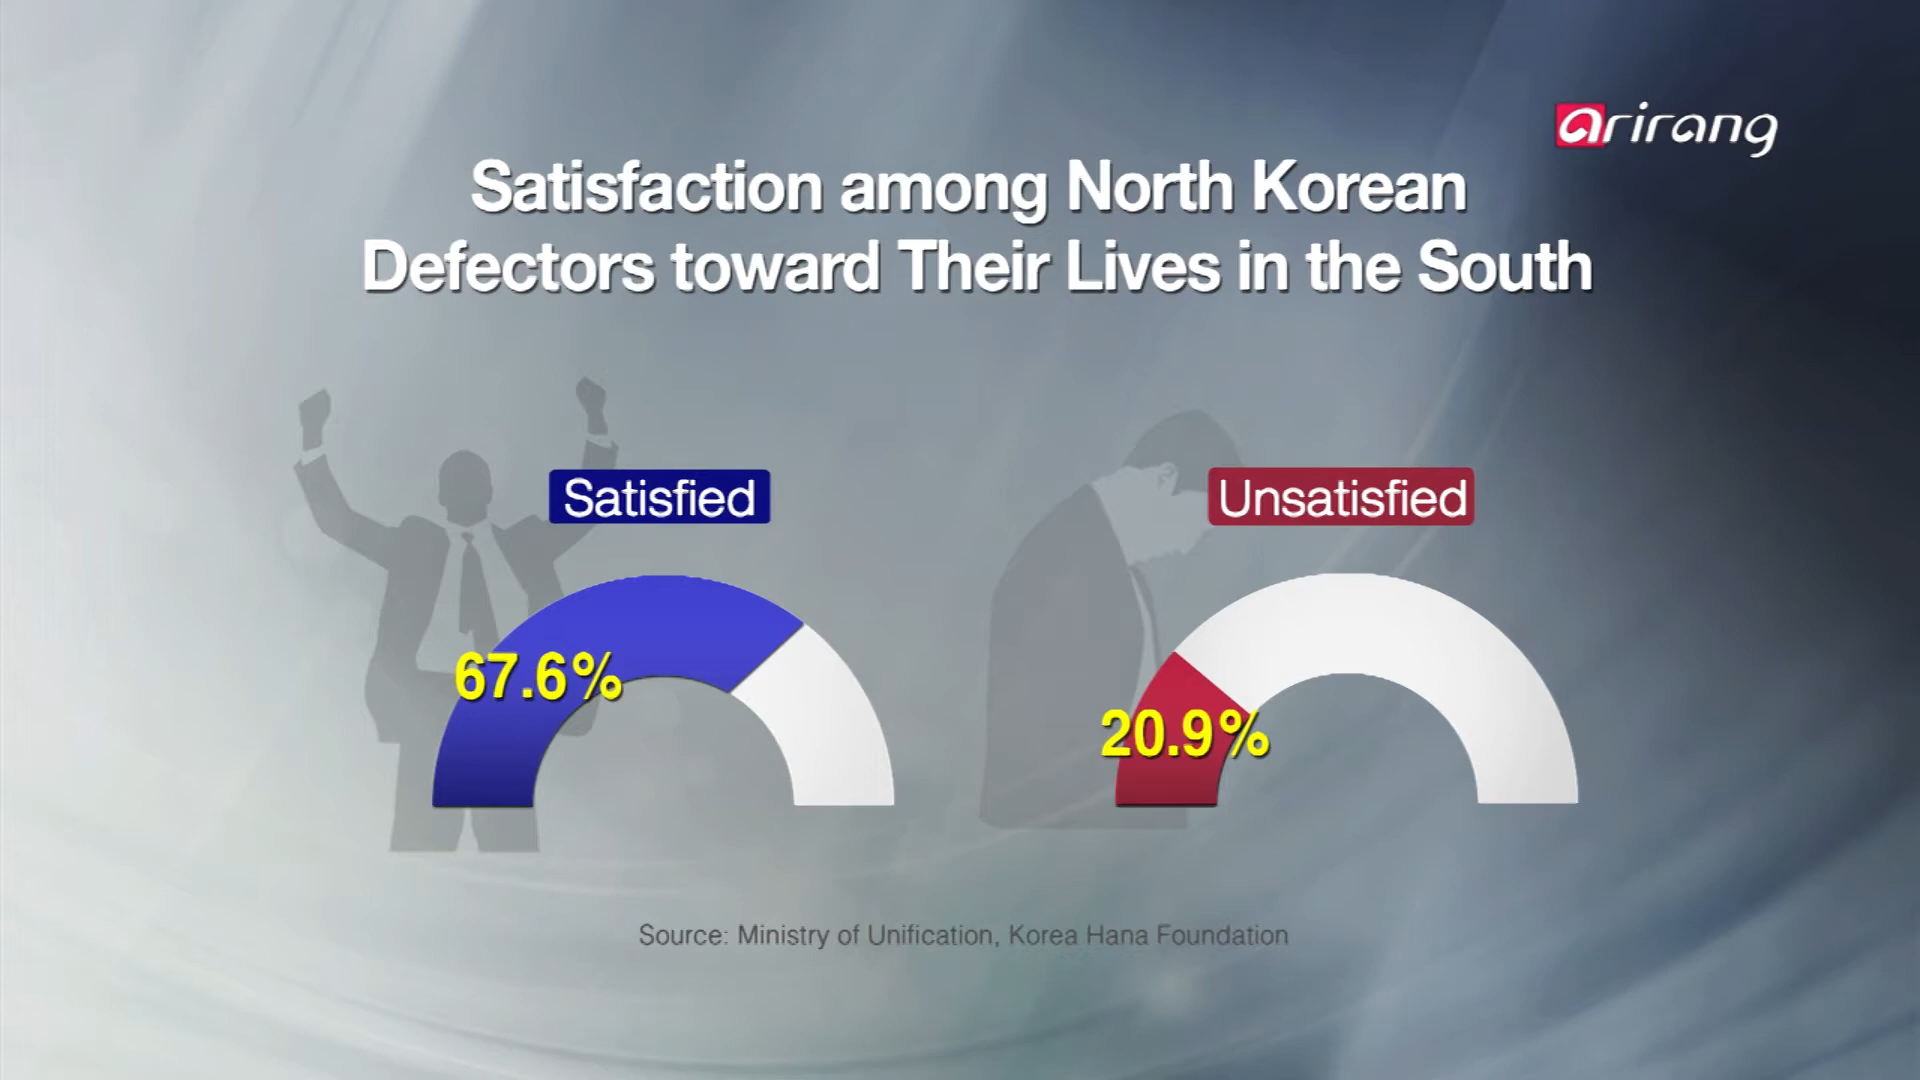 arirang
Satisfaction among North Korean
Defectors toward Their Lives in the South
Satisfied
Unsatisfied
67.6%
20.9%
Source: Ministry of Unification, Korea Hana Foundation